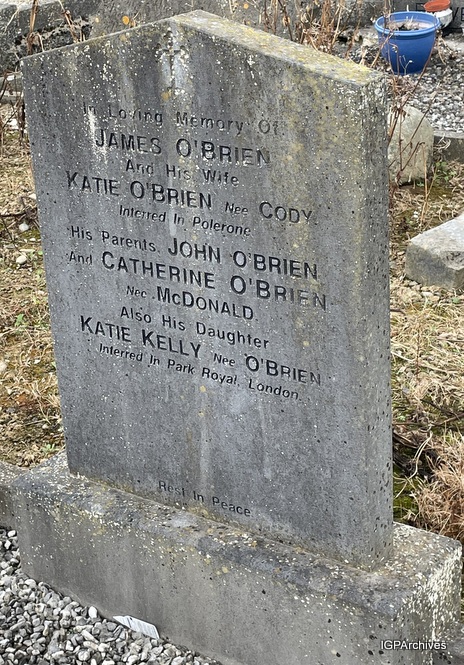 In Loving Memory Of
JAMES O'BRIEN
And His Wife
KATIE O'BRIEN Nee CODY
Interred In Polerone
His Parents JOHN O'BRIEN
And CATHERINE O'BRIEN
Nee McDONALD
Also His Daughter
KATIE KELLY Nee O'BRIEN
Interred In Park Royal, London.
Rest In Peace
IGPArchives